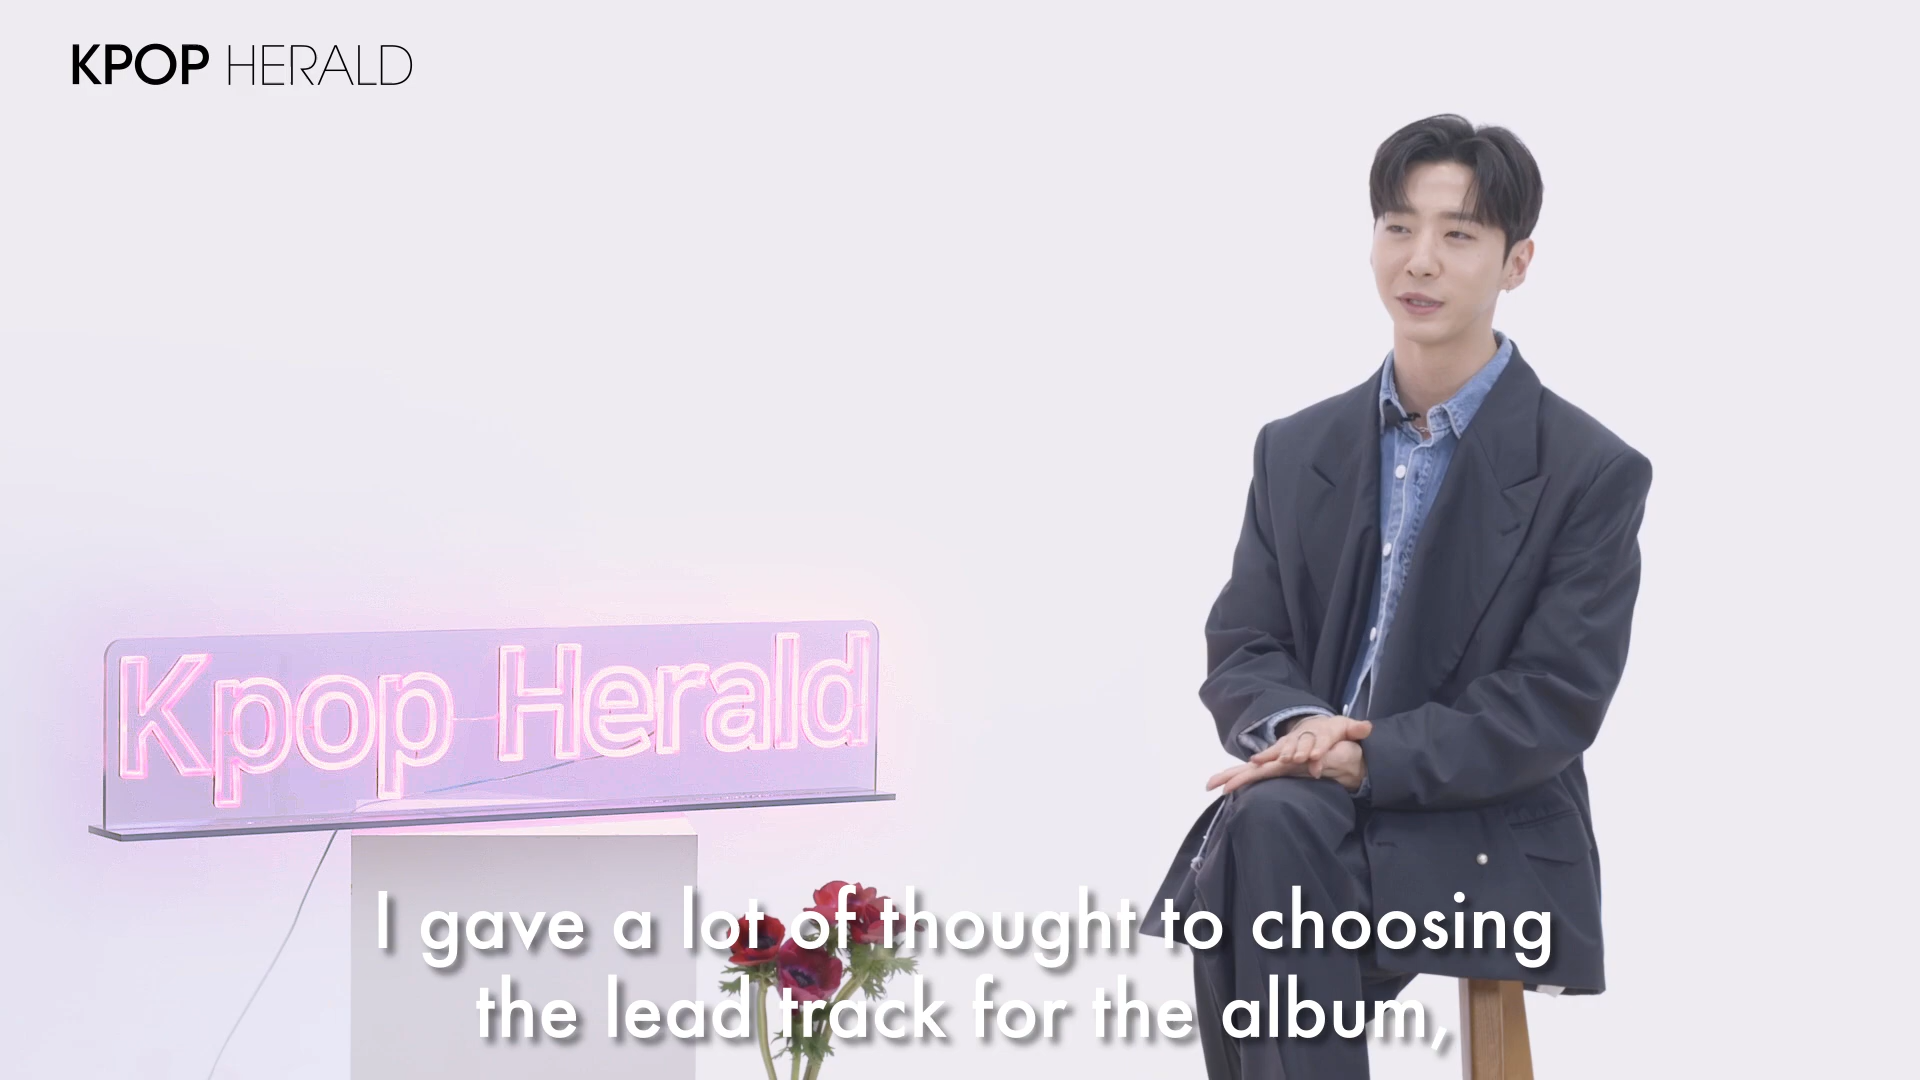 KPOP HERALD
Kpop Herald
I gave a lot of thought to choosing
the lead track for the album,